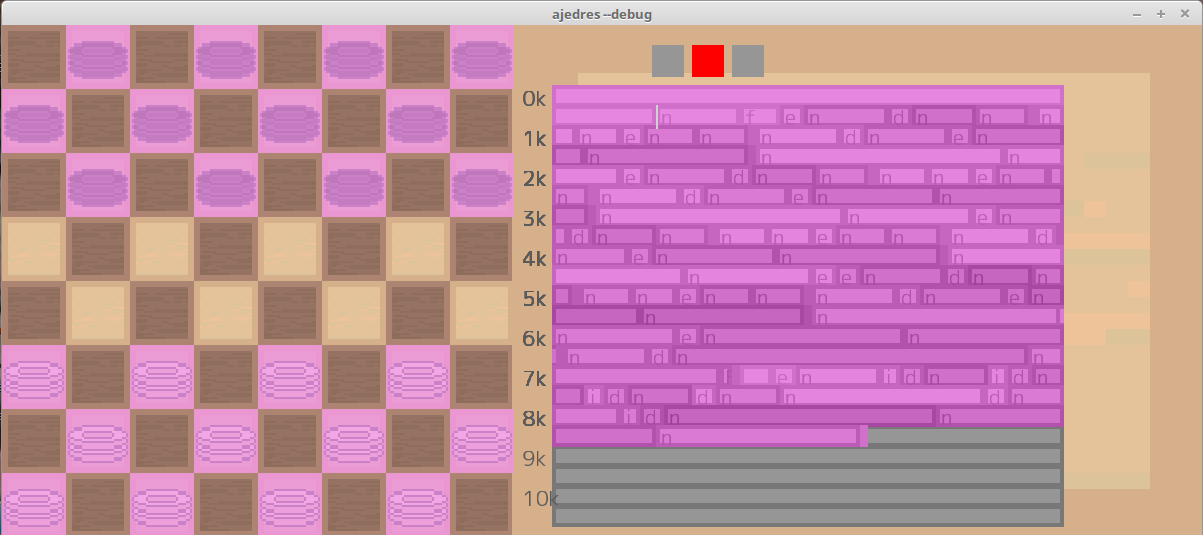 ajedres --debug
0k
n f e n d n n n
1k n e n n n d n e n
n n n
2k e n d n n n n e n
n n d n e n n
3k n n e n
d n n n n e n n n d
4k n e n n n
n e e n d n n
5k n n e n n n d n e n
n n
6k n e n n
n d n n
7k f e n i d n i d n
i d n d n n d n
8k i d n n
n
9k
10k